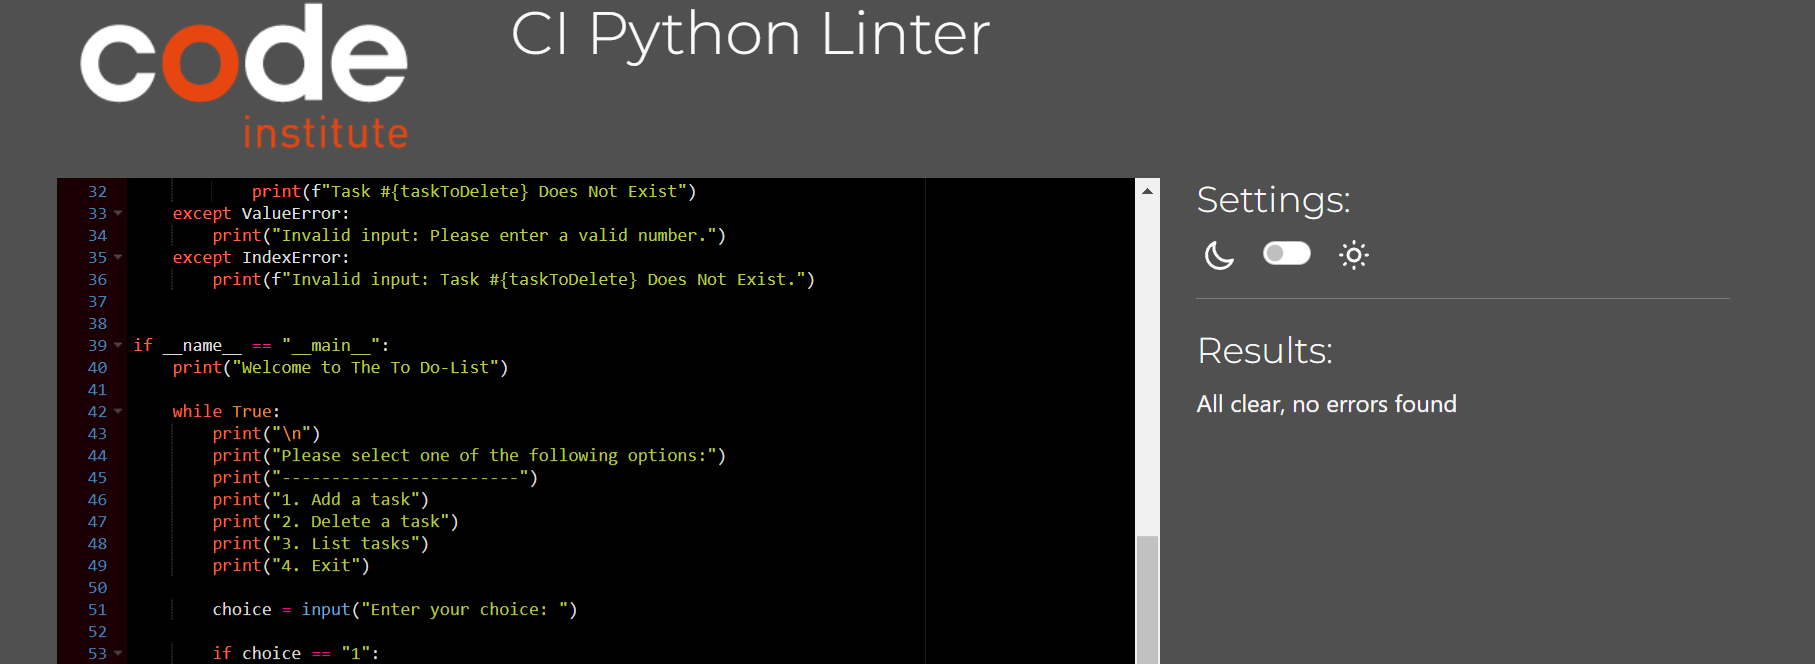 code
institute
CI Python Linter
32 print(f"Task #{taskToDelete} Does Not Exist")
33 except ValueError:
34 print("Invalid input: Please enter a valid number.")
35 except IndexError:
36 print(f"Invalid input: Task #{taskToDelete} Does Not Exist.")
37
38
39 if __name__ == "__main__":
40 print("Welcome to The To Do-List")
41
42 while True:
43 print("\n")
44 print("Please select one of the following options:")
45 print("------------------------")
46 print("1. Add a task")
47 print("2. Delete a task")
48 print("3. List tasks")
49 print("4. Exit")
50
51 choice = input("Enter your choice: ")
52
53 if choice == "1":
Settings:
Results:
All clear, no errors found